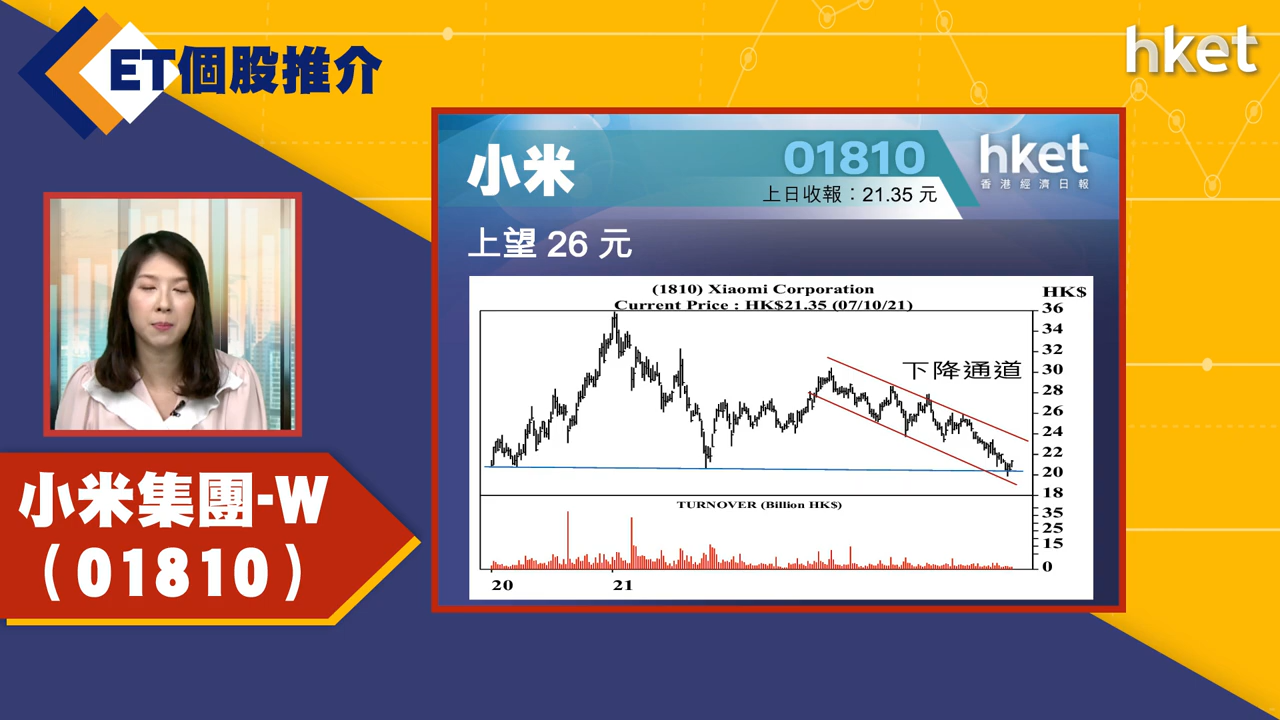 ET個股推介
hket
小米
01810
上日收報：21.35 元
hket
香港經濟日報
上望 26 元
(1810) Xiaomi Corporation
Current Price : HK$21.35 (07/10/21)
HK$
36
34
32
30
28
26
24
22
20
18
下降通道
TURNOVER (Billion HK$)
35
25
15
0
20
21
小米集團-W
（01810）